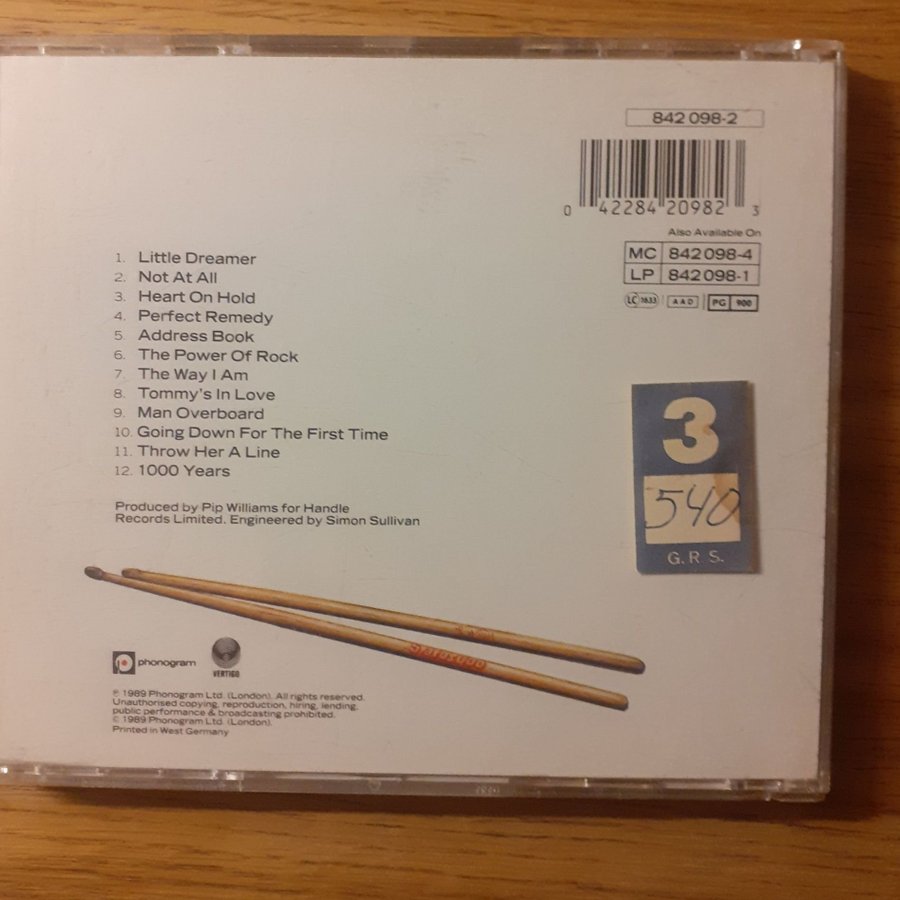 842 098-2
0 42284 20982 3
Also Available On
MC 842 098-4
LP 842 098-1
LC 1633 AAD PG 900
1. Little Dreamer
2. Not At All
3. Heart On Hold
4. Perfect Remedy
5. Address Book
6. The Power Of Rock
7. The Way I Am
8. Tommy's In Love
9. Man Overboard
10. Going Down For The First Time
11. Throw Her A Line
12. 1000 Years
3
540
G.R S.
Produced by Pip Williams for Handle
Records Limited. Engineered by Simon Sullivan
phonogram
VERTIGO
℗ 1989 Phonogram Ltd. (London). All rights reserved.
Unauthorised copying, reproduction, hiring, lending,
public performance & broadcasting prohibited.
© 1989 Phonogram Ltd. (London).
Printed in West Germany